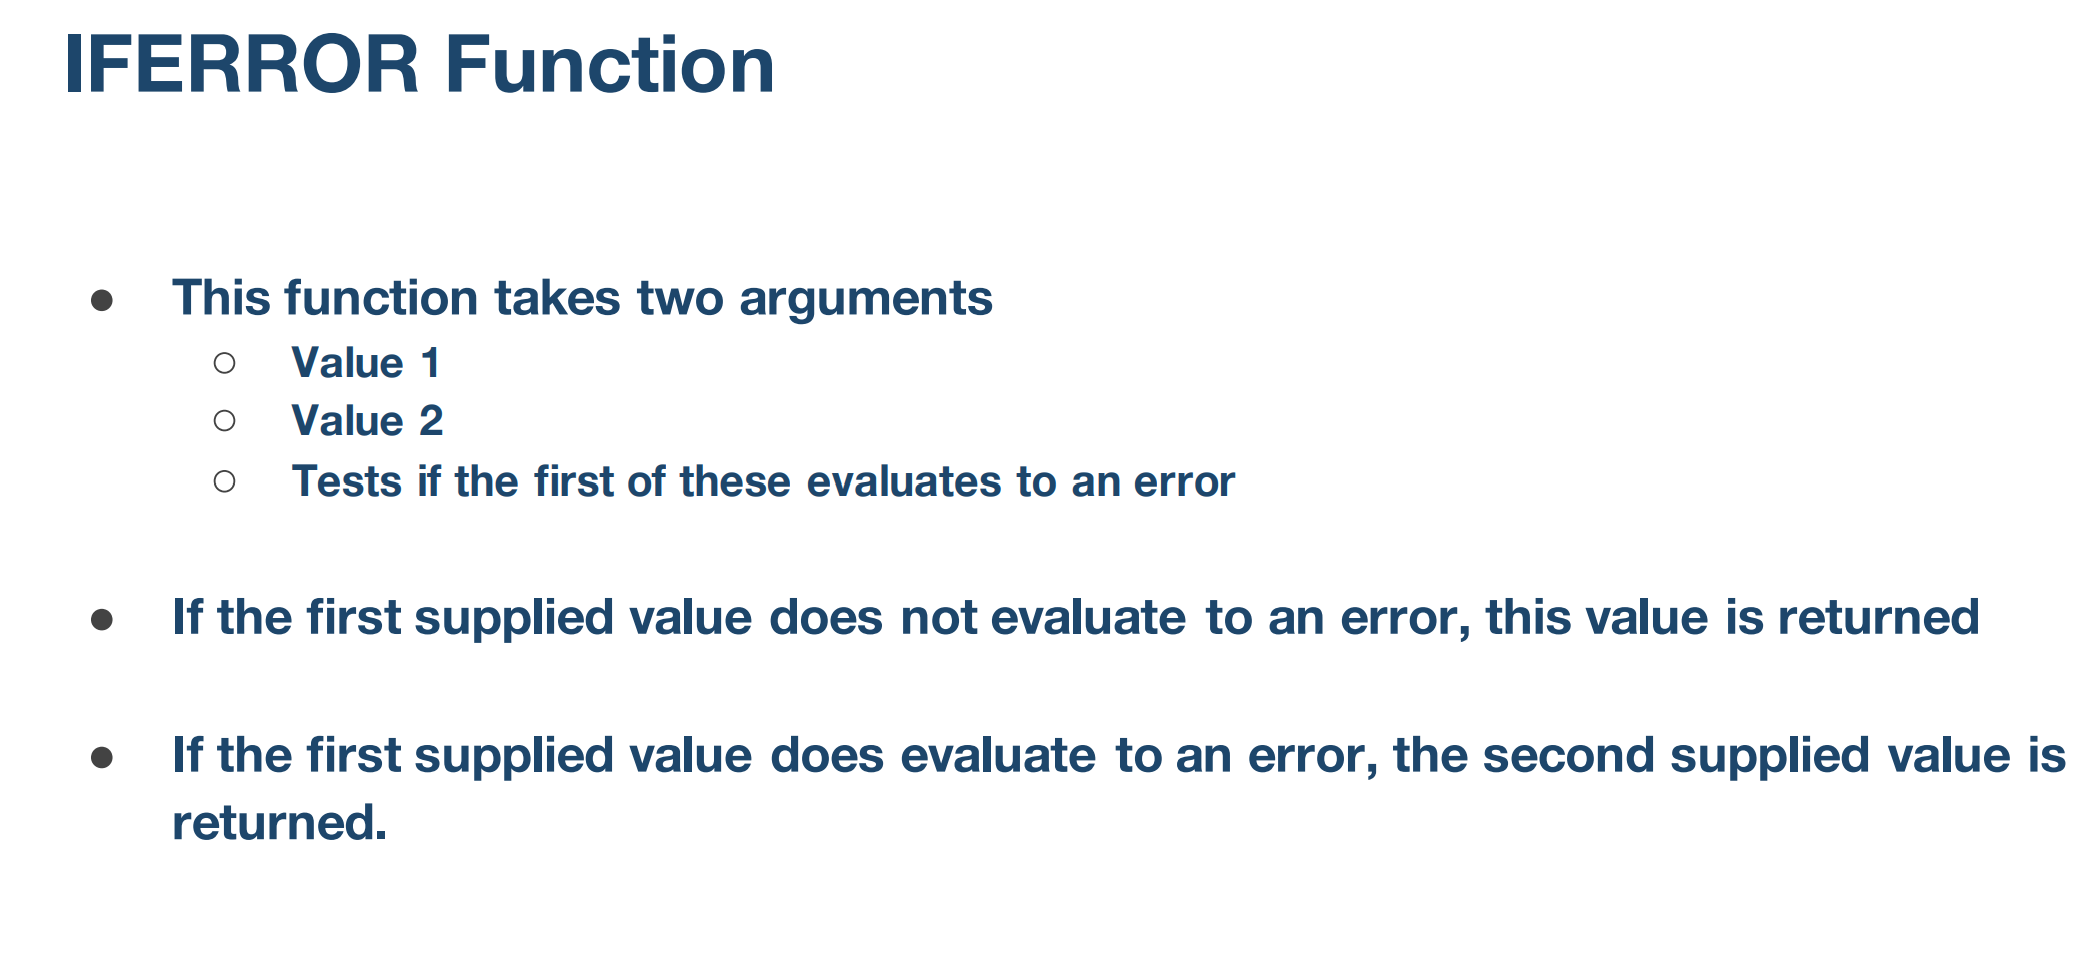 IFERROR Function
● This function takes two arguments
○ Value 1
○ Value 2
○ Tests if the first of these evaluates to an error
● If the first supplied value does not evaluate to an error, this value is returned
● If the first supplied value does evaluate to an error, the second supplied value is
returned.